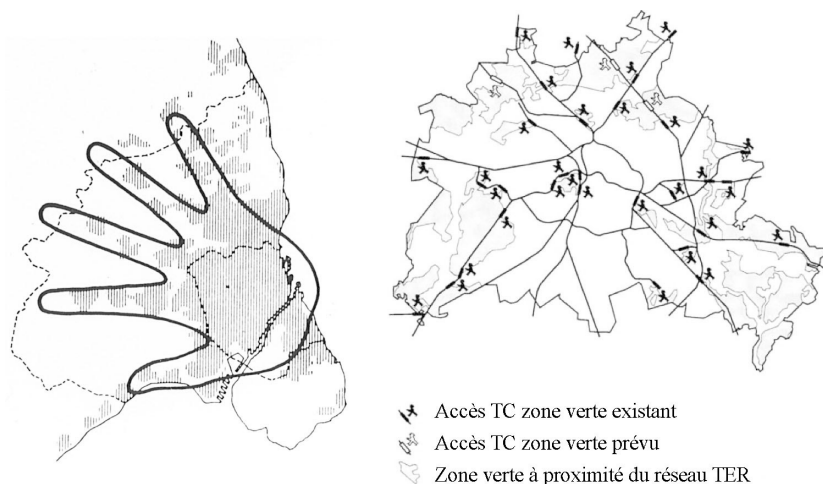 Accès TC zone verte existant
Accès TC zone verte prévu
Zone verte à proximité du réseau TER